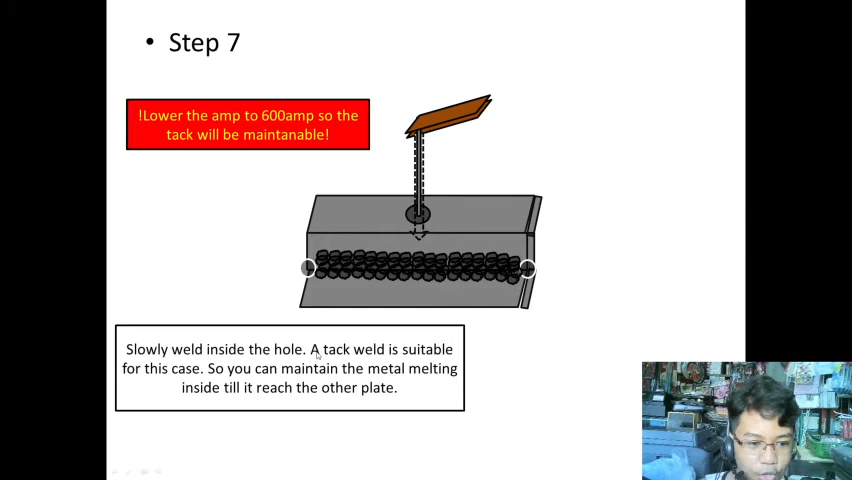 • Step 7
!Lower the amp to 600amp so the
tack will be maintanable!
Slowly weld inside the hole. A tack weld is suitable
for this case. So you can maintain the metal melting
inside till it reach the other plate.